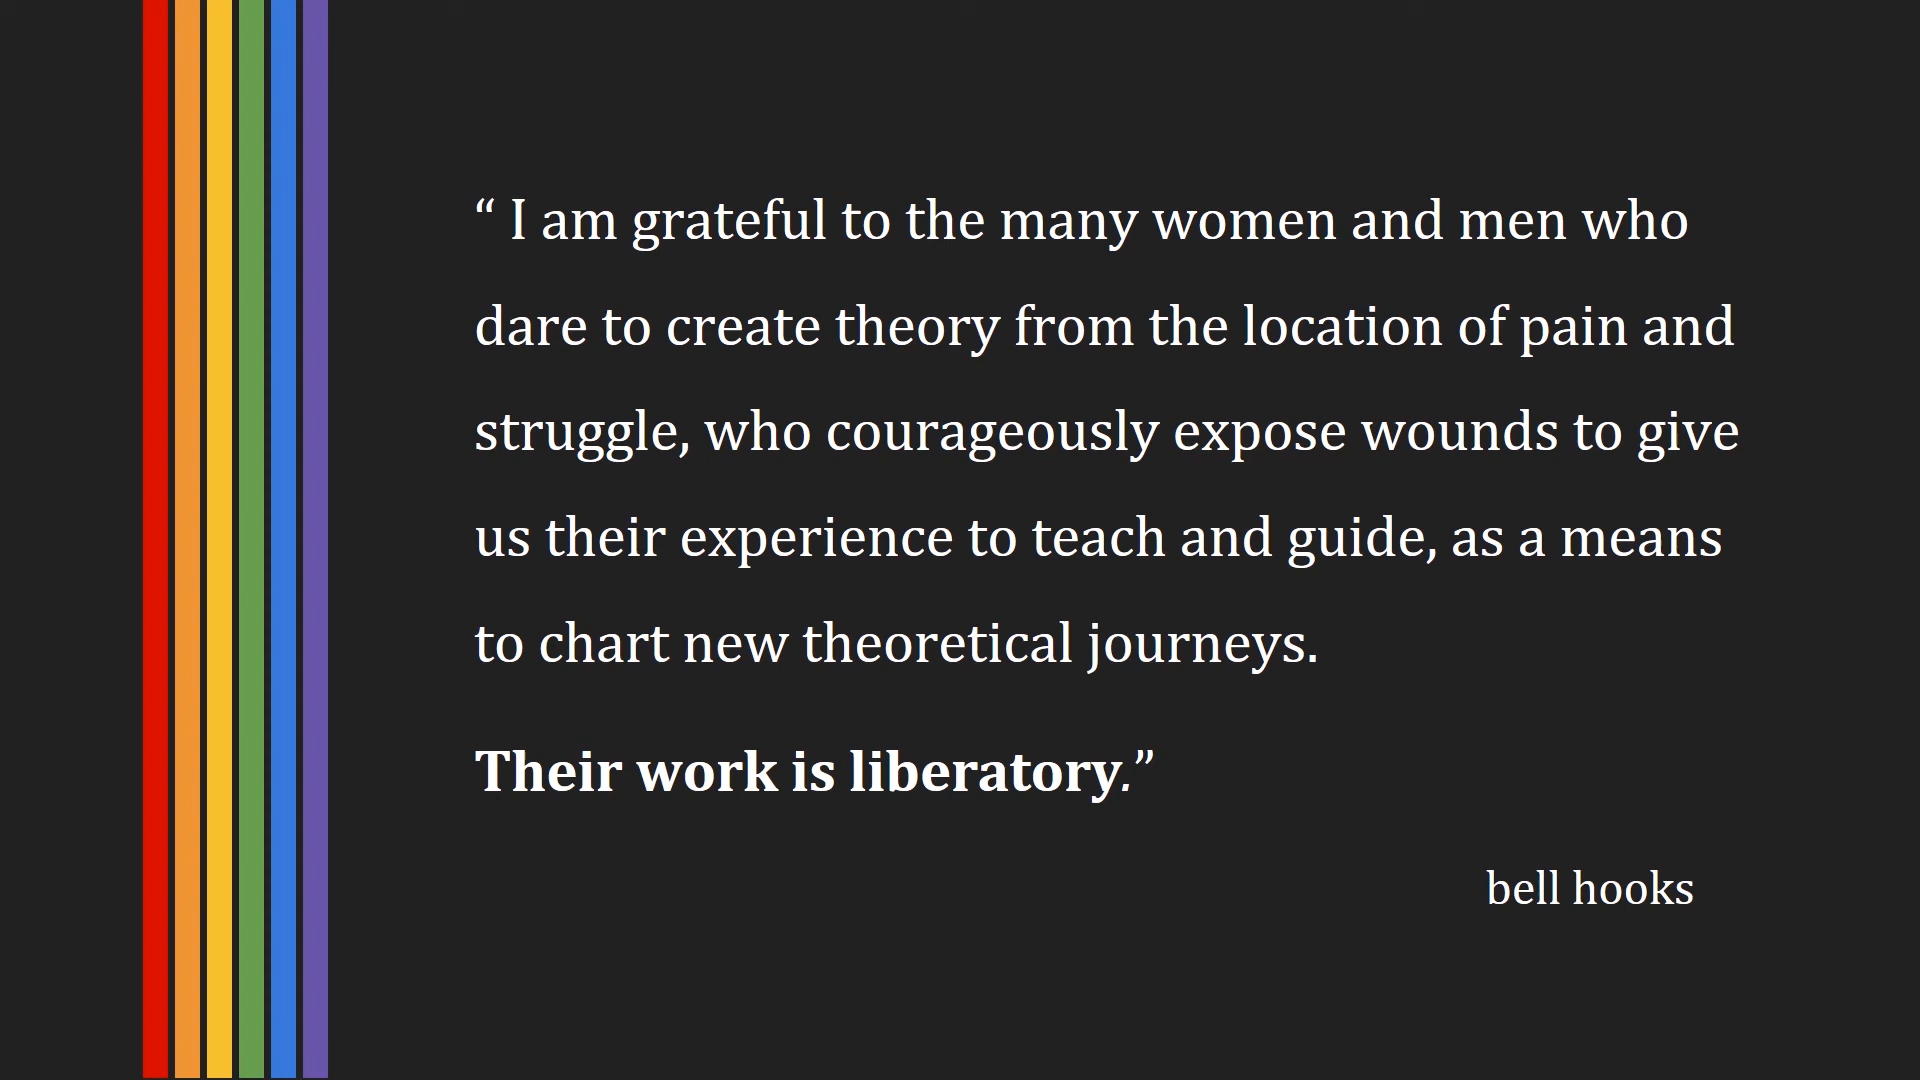 “ I am grateful to the many women and men who
dare to create theory from the location of pain and
struggle, who courageously expose wounds to give
us their experience to teach and guide, as a means
to chart new theoretical journeys.
Their work is liberatory.”
bell hooks